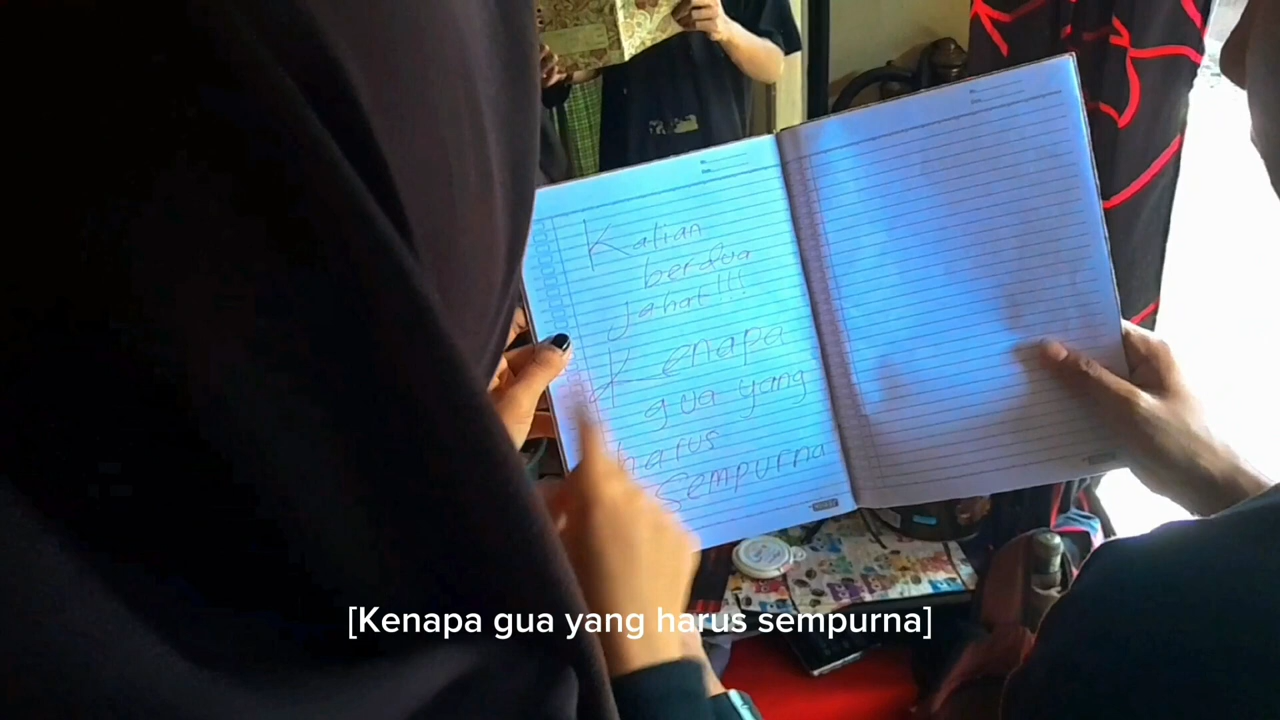 Kalian
berdua
Jahat!!!
Kenapa
gua yang
harus
Sempurna
[Kenapa gua yang harus sempurna]